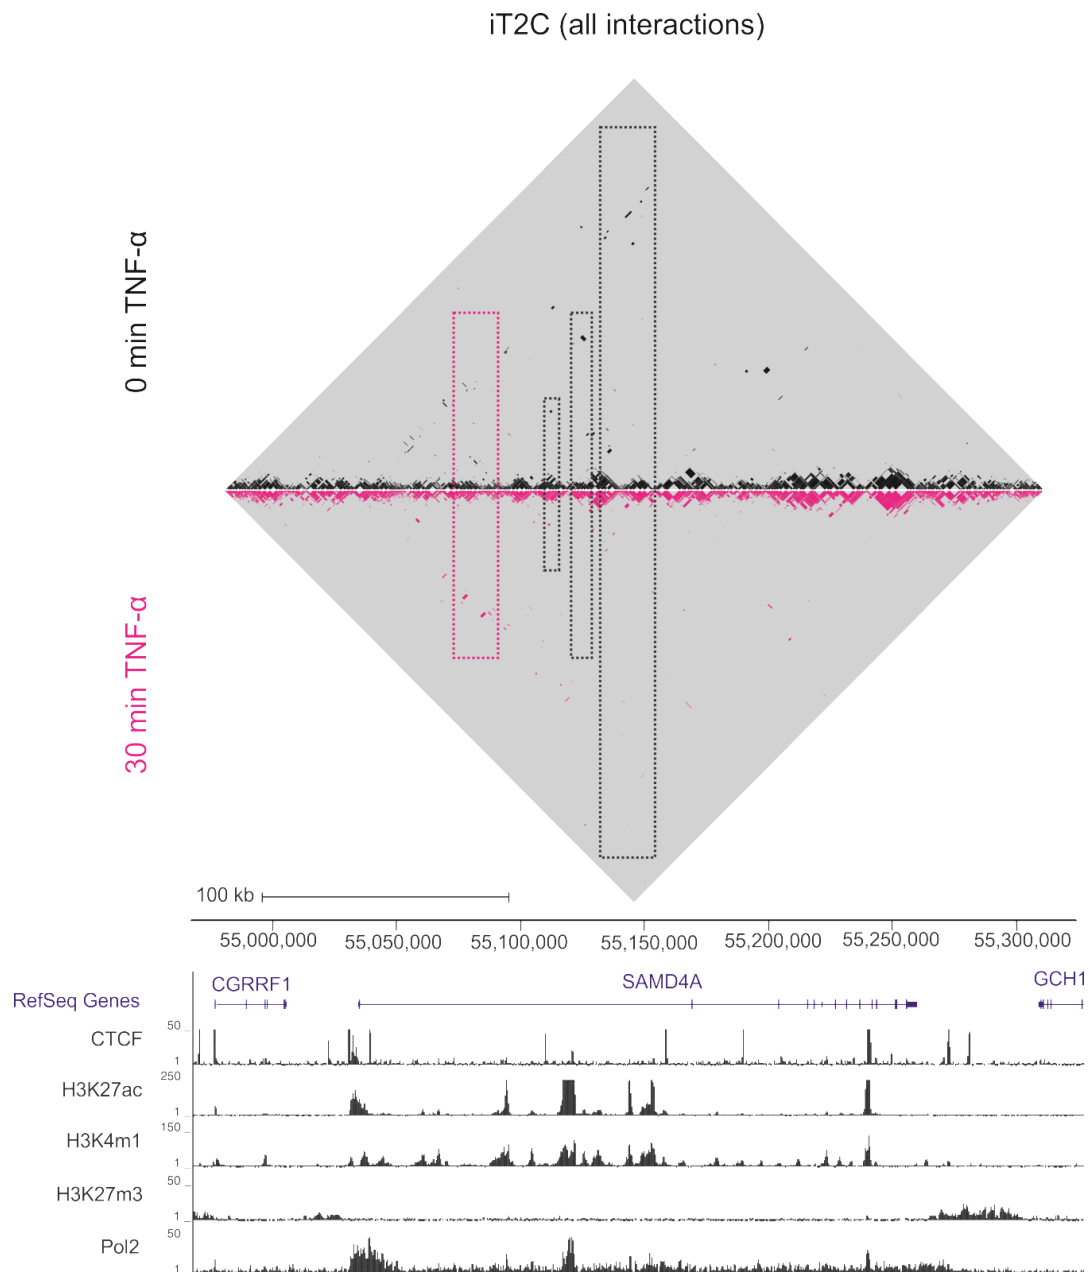 iT2C (all interactions)
0 min TNF-α
30 min TNF-α
100 kb
55,000,000 55,050,000 55,100,000 55,150,000 55,200,000 55,250,000 55,300,000
CGRRF1 SAMD4A GCH1
RefSeq Genes
50
CTCF
1
250
H3K27ac
1
150
H3K4m1
1
50
H3K27m3
1
50
Pol2
1